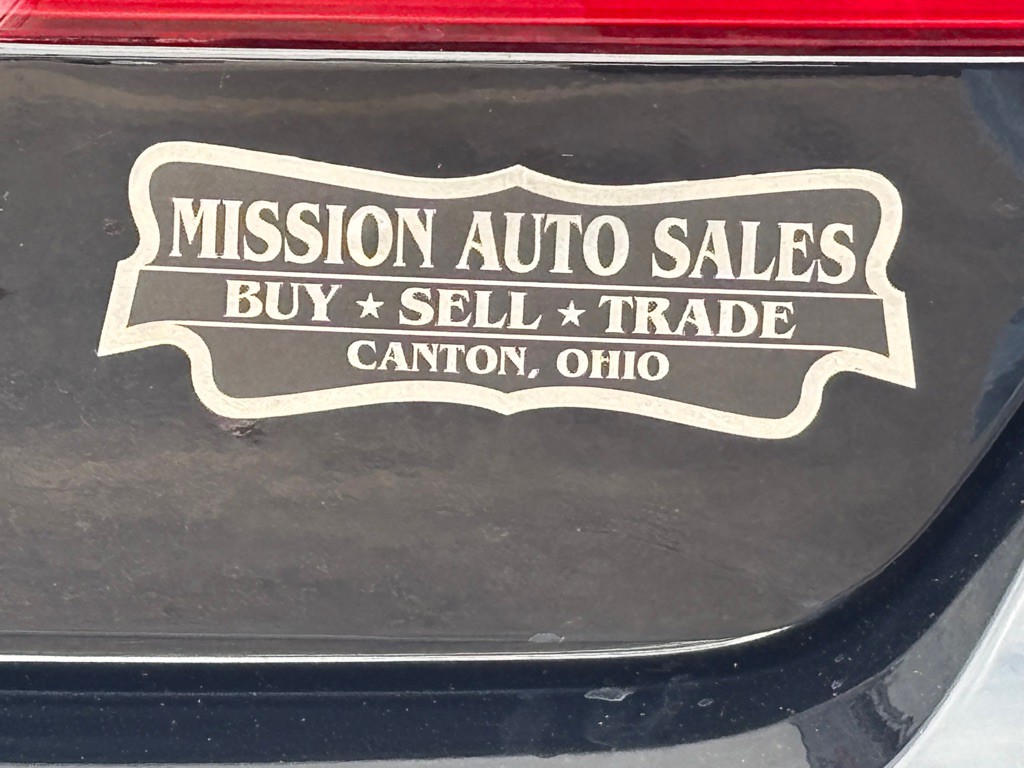 MISSION AUTO SALES
BUY ★ SELL ★ TRADE
CANTON, OHIO